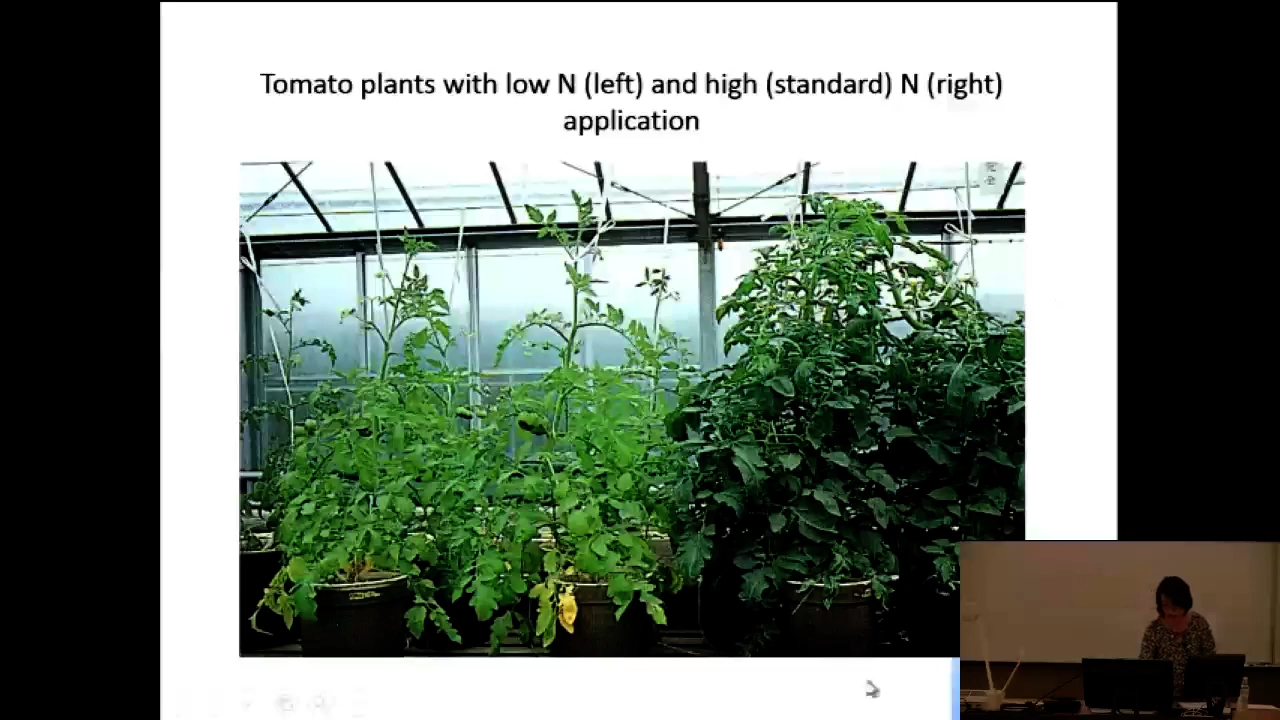 Tomato plants with low N (left) and high (standard) N (right)
application